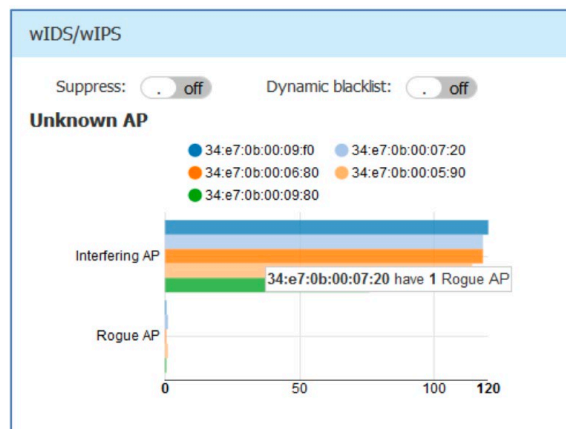 wIDS/wIPS
Suppress: . off Dynamic blacklist: . off
Unknown AP
34:e7:0b:00:09:f0 34:e7:0b:00:07:20
34:e7:0b:00:06:80 34:e7:0b:00:05:90
34:e7:0b:00:09:80
Interfering AP
34:e7:0b:00:07:20 have 1 Rogue AP
Rogue AP
0 50 100 120